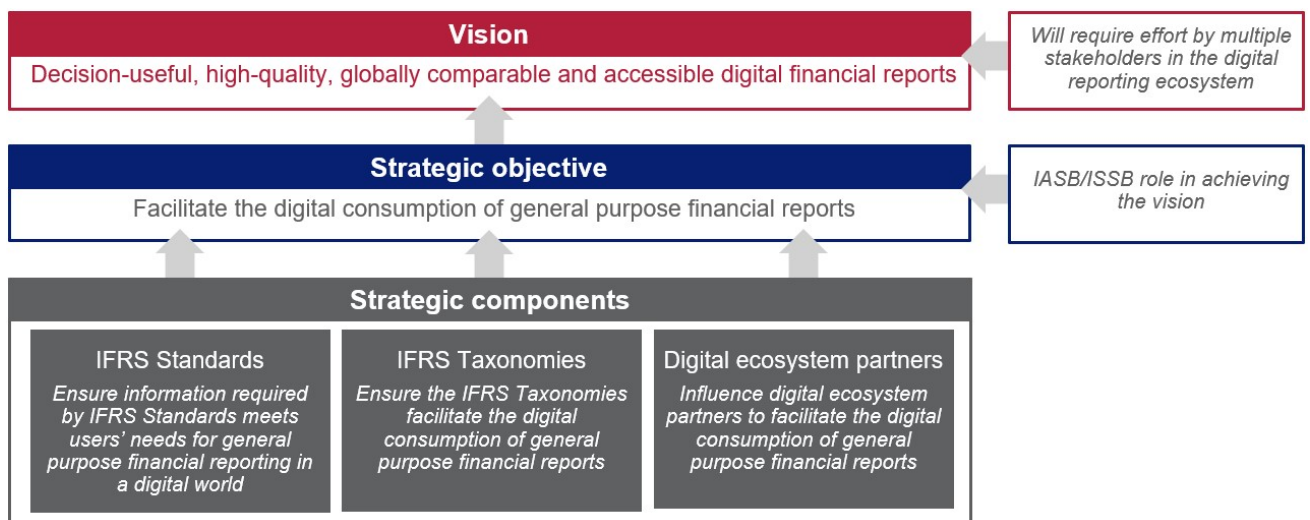 Vision
Decision-useful, high-quality, globally comparable and accessible digital financial reports
Will require effort by multiple
stakeholders in the digital
reporting ecosystem
Strategic objective
Facilitate the digital consumption of general purpose financial reports
IASB/ISSB role in achieving
the vision
Strategic components
IFRS Standards
Ensure information required
by IFRS Standards meets
users' needs for general
purpose financial reporting in
a digital world
IFRS Taxonomies
Ensure the IFRS Taxonomies
facilitate the digital
consumption of general
purpose financial reports
Digital ecosystem partners
Influence digital ecosystem
partners to facilitate the digital
consumption of general
purpose financial reports